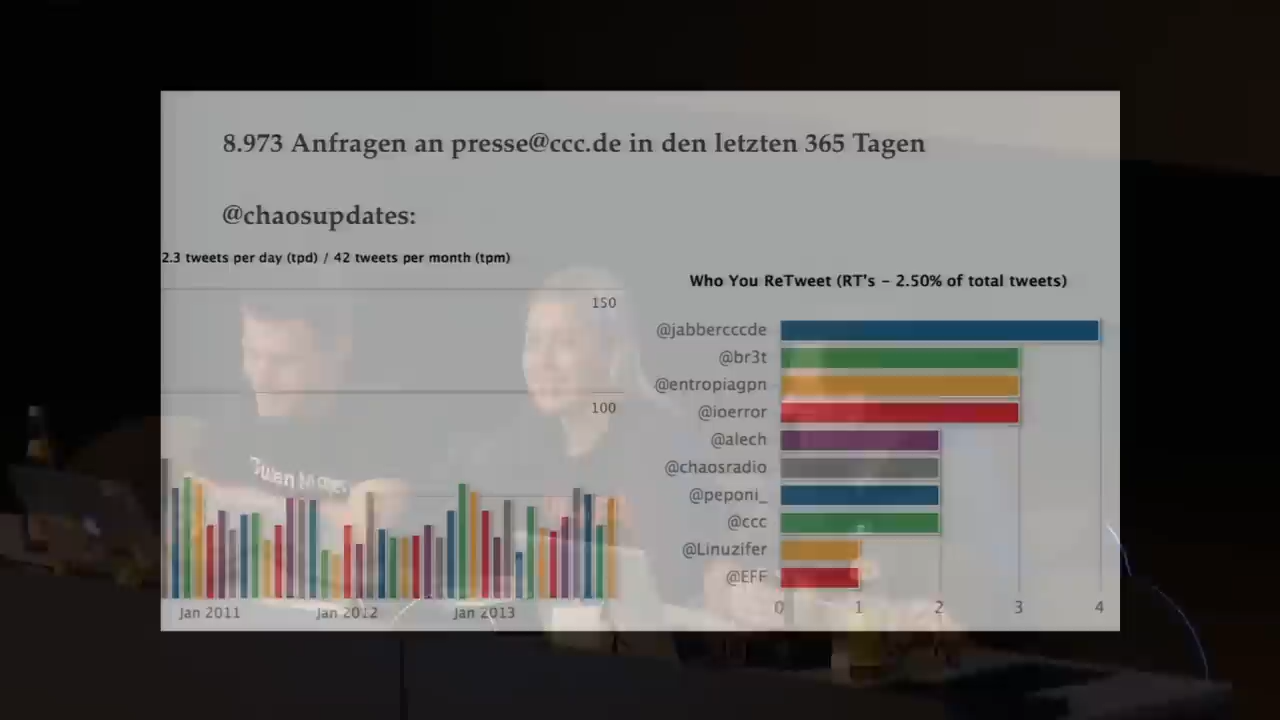 8.973 Anfragen an presse@ccc.de in den letzten 365 Tagen
@chaosupdates:
2.3 tweets per day (tpd) / 42 tweets per month (tpm)
150
100
Jan 2011
Jan 2012
Jan 2013
Who You ReTweet (RT's – 2.50% of total tweets)
@jabbercccde
@br3t
@entropiagpn
@ioerror
@alech
@chaosradio
@peponi_
@ccc
@Linuzifer
@EFF
0 1 2 3 4